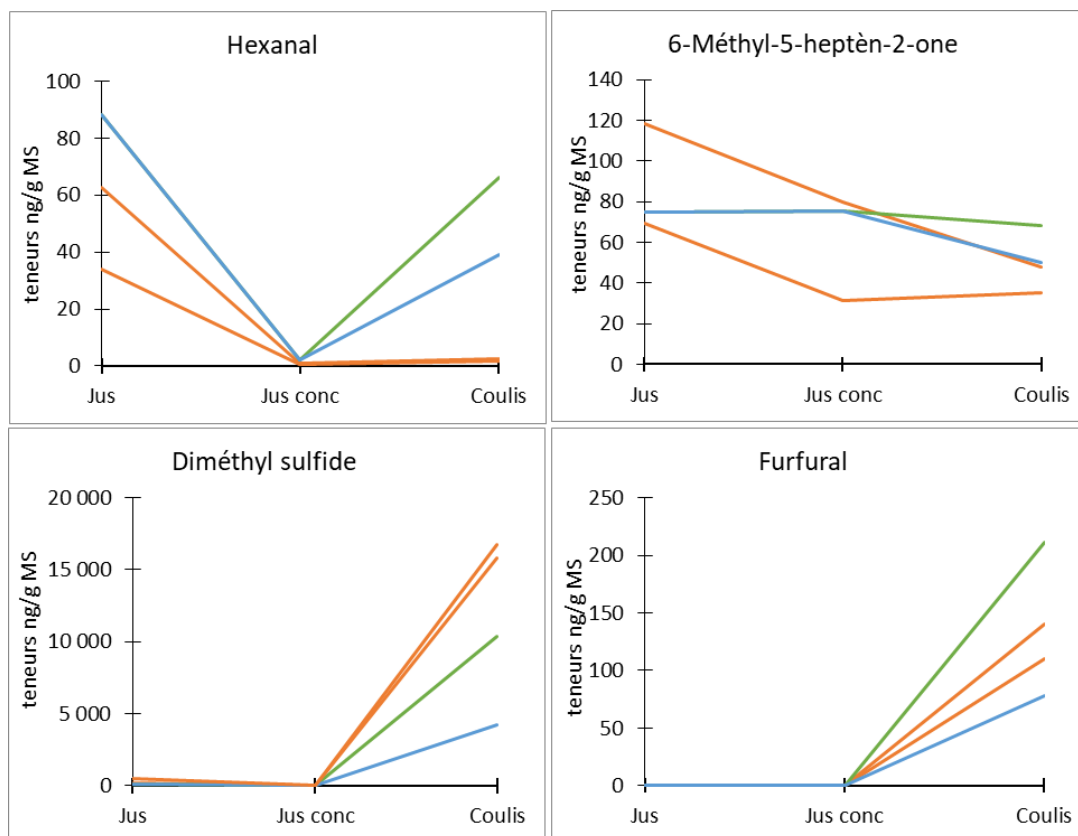 Hexanal
teneurs ng/g MS
100
80
60
40
20
0
Jus Jus conc Coulis
6-Méthyl-5-heptèn-2-one
teneurs ng/g MS
140
120
100
80
60
40
20
0
Jus Jus conc Coulis
Diméthyl sulfide
teneurs ng/g MS
20 000
15 000
10 000
5 000
0
Jus Jus conc Coulis
Furfural
teneurs ng/g MS
250
200
150
100
50
0
Jus Jus conc Coulis